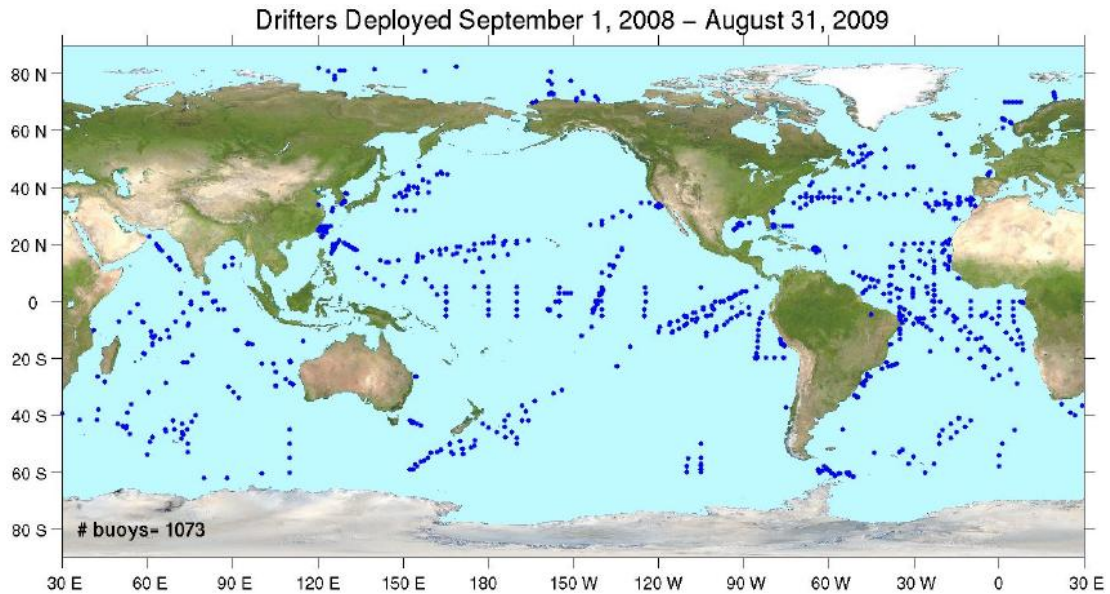 Drifters Deployed September 1, 2008 – August 31, 2009
80 N
60 N
40 N
20 N
0
20 S
40 S
60 S
80 S
# buoys= 1073
30 E 60 E 90 E 120 E 150 E 180 150 W 120 W 90 W 60 W 30 W 0 30 E